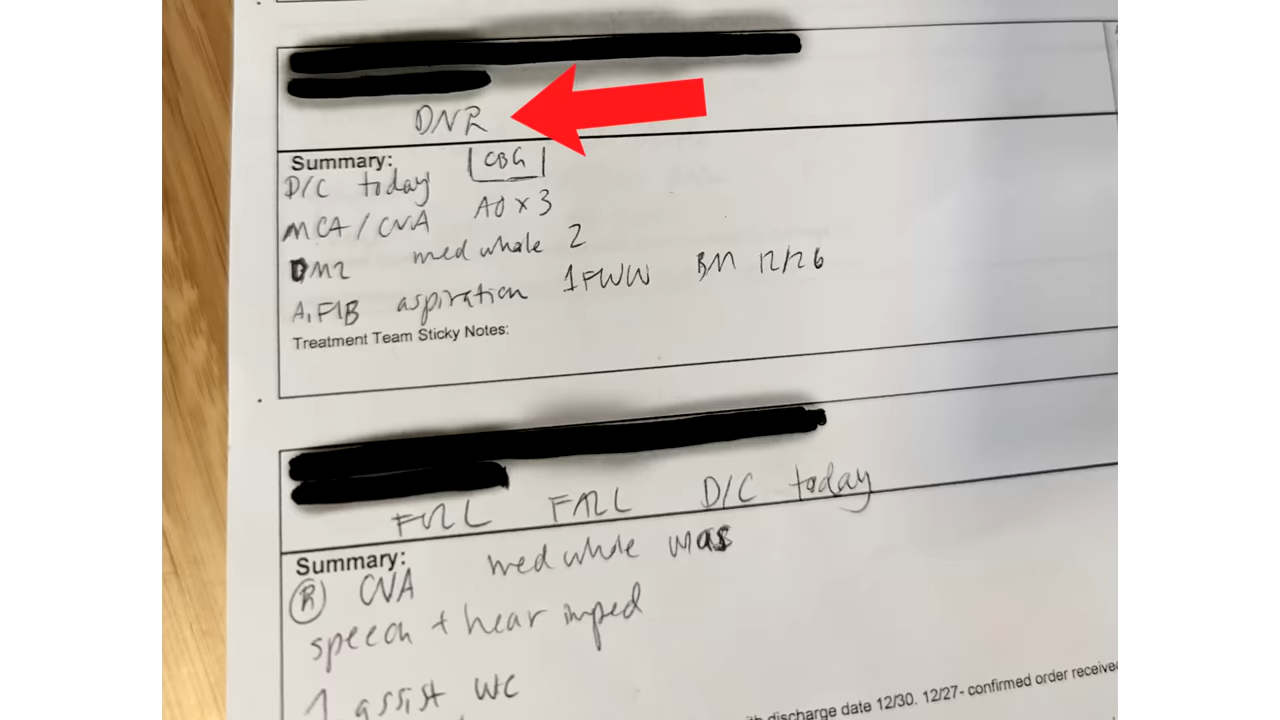 DNR
Summary: CBG
D/C today
MCA / CVA AO x 3
DM2 med whole 2
A. FIB aspiration 1FWW BM 12/26
Treatment Team Sticky Notes:
FULL FALL D/C today
Summary: med whole was
R CVA
speech + hear imped
1 assist WC
discharge date 12/30. 12/27- confirmed order received